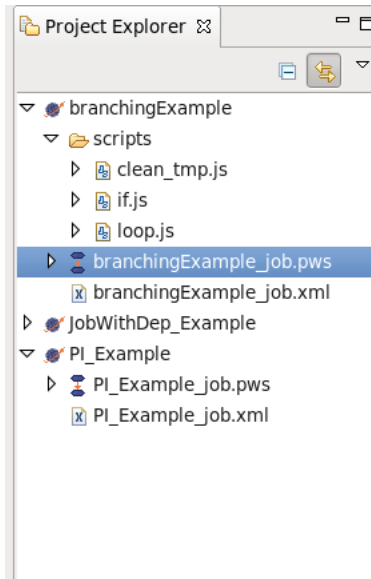 Project Explorer
branchingExample
scripts
clean_tmp.js
if.js
loop.js
branchingExample_job.pws
branchingExample_job.xml
JobWithDep_Example
PI_Example
PI_Example_job.pws
PI_Example_job.xml